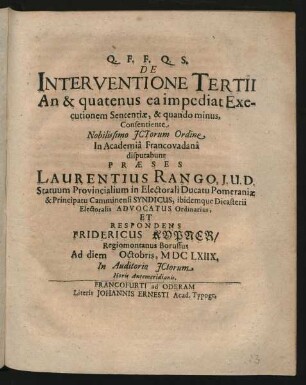 Q. F. F. Q. S.
DE
INTERVENTIONE TERTII
An & quatenus ea impediat Exe-
cutionem Sententiæ, & quando minus,
Consentiente
Nobilissimo JCTorum Ordine
In Academiâ Francovadanâ
disputabunt
PRÆSES
LAURENTIUS RANGO, J.U.D.
Statuum Provincialium in Electorali Ducatu Pomeraniæ
& Principatu Camminensi SYNDICUS, ibidemque Dicasterii
Electoralis ADVOCATUS Ordinarius,
ET
RESPONDENS
FRIDERICUS KUPNER/
Regiomontanus Borussus
Ad diem Octobris, MDC LXIIX,
In Auditorio JCtorum
Horis Antemeridianis.
FRANCOFURTI ad ODERAM
Literis JOHANNIS ERNESTI Acad. Typogr.